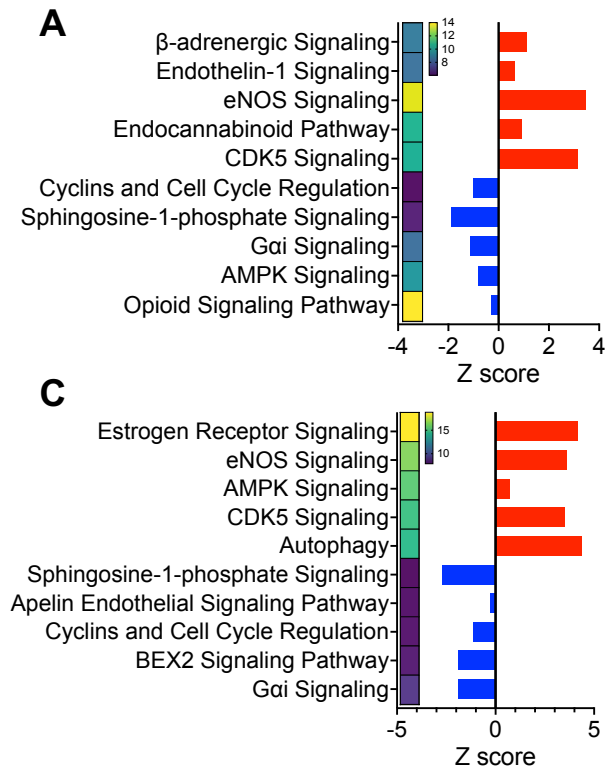 A
14
12
10
8
β-adrenergic Signaling
Endothelin-1 Signaling
eNOS Signaling
Endocannabinoid Pathway
CDK5 Signaling
Cyclins and Cell Cycle Regulation
Sphingosine-1-phosphate Signaling
Gαi Signaling
AMPK Signaling
Opioid Signaling Pathway
-4 -2 0 2 4
Z score
C
15
10
Estrogen Receptor Signaling
eNOS Signaling
AMPK Signaling
CDK5 Signaling
Autophagy
Sphingosine-1-phosphate Signaling
Apelin Endothelial Signaling Pathway
Cyclins and Cell Cycle Regulation
BEX2 Signaling Pathway
Gαi Signaling
-5 0 5
Z score